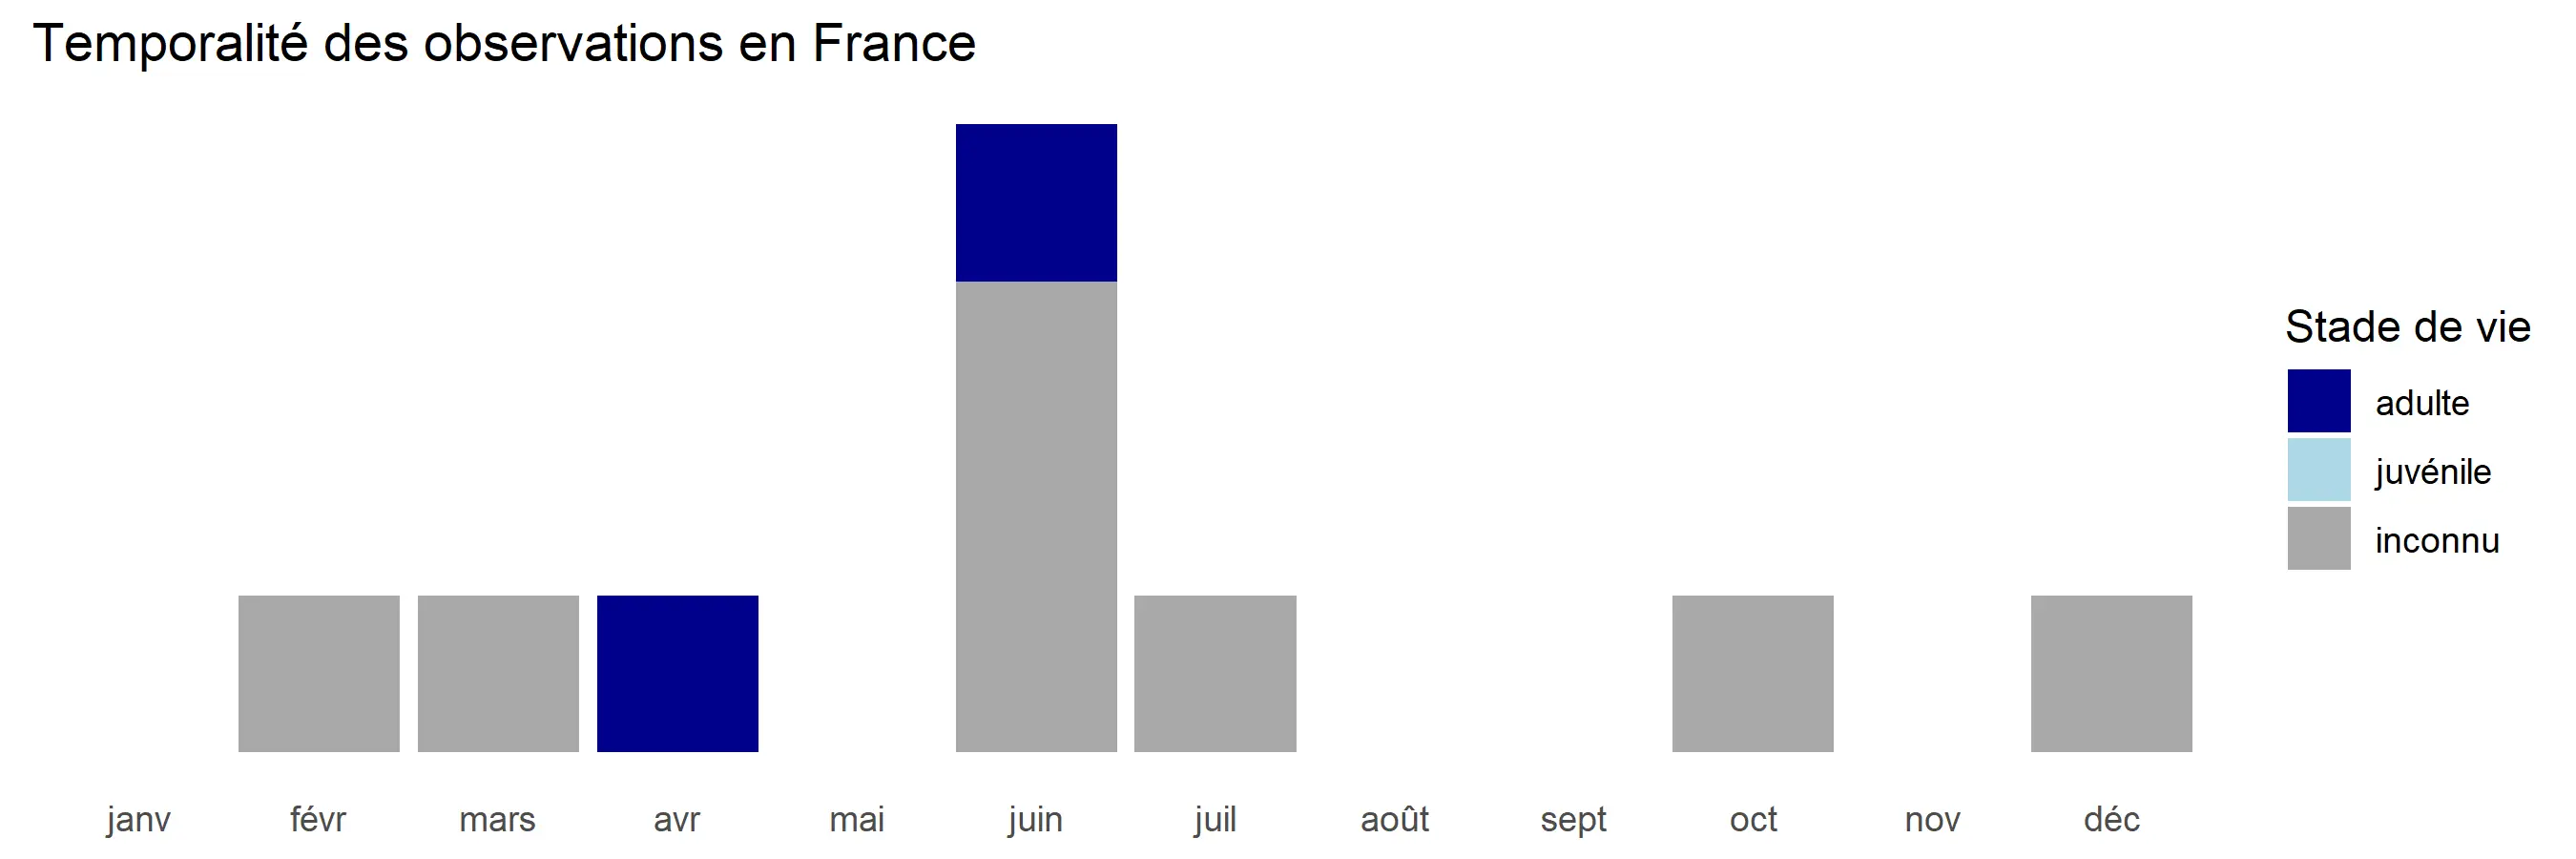 Temporalité des observations en France
Stade de vie
adulte
juvénile
inconnu
janv févr mars avr mai juin juil août sept oct nov déc